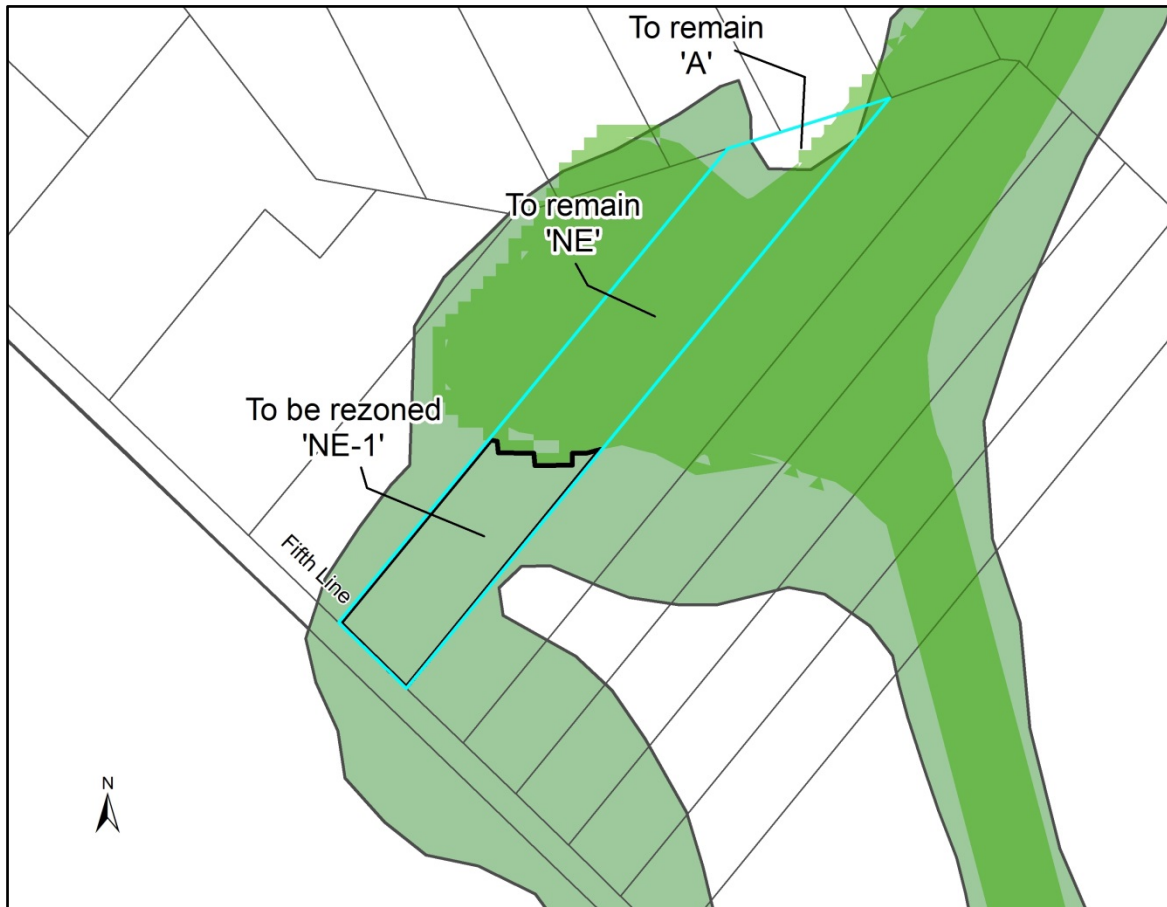 To remain
'A'
To remain
'NE'
To be rezoned
'NE-1'
Fifth Line
N